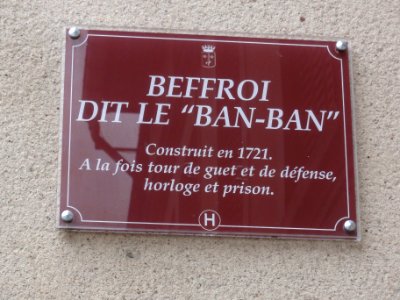 BEFFROI
DIT LE “BAN-BAN”
Construit en 1721.
A la fois tour de guet et de défense,
horloge et prison.
H